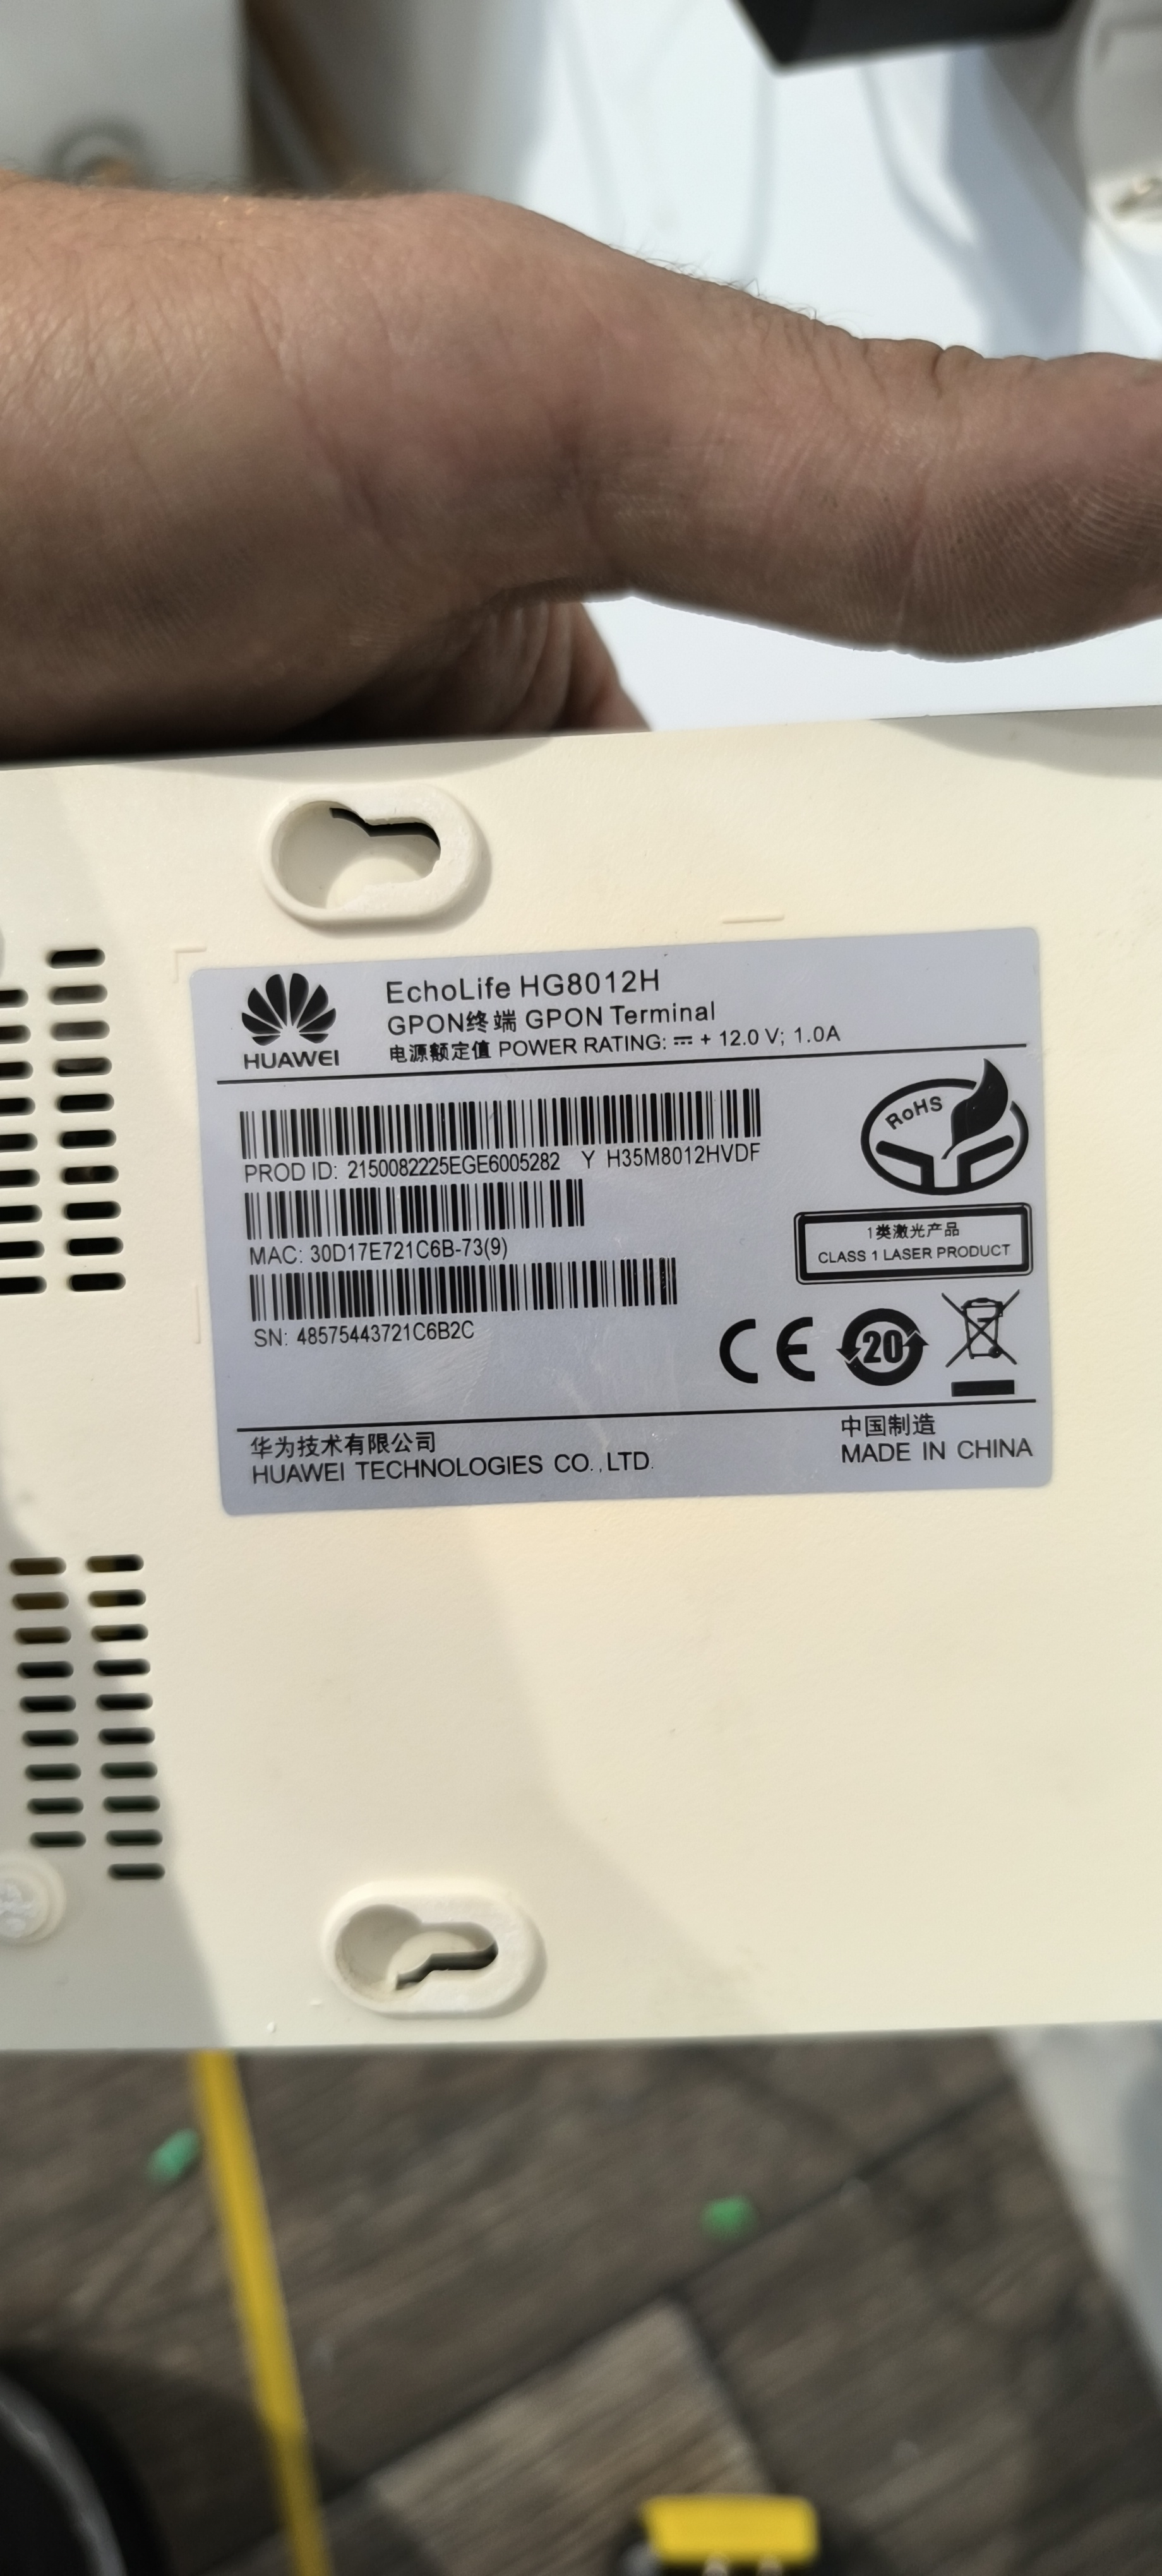 HUAWEI
EchoLife HG8012H
GPON终端 GPON Terminal
电源额定值 POWER RATING: ⎓ + 12.0 V; 1.0A
PROD ID: 2150082225EGE6005282 Y H35M8012HVDF
MAC: 30D17E721C6B-73(9)
SN: 48575443721C6B2C
RoHS
1类激光产品
CLASS 1 LASER PRODUCT
CE
20
华为技术有限公司
HUAWEI TECHNOLOGIES CO.,LTD.
中国制造
MADE IN CHINA